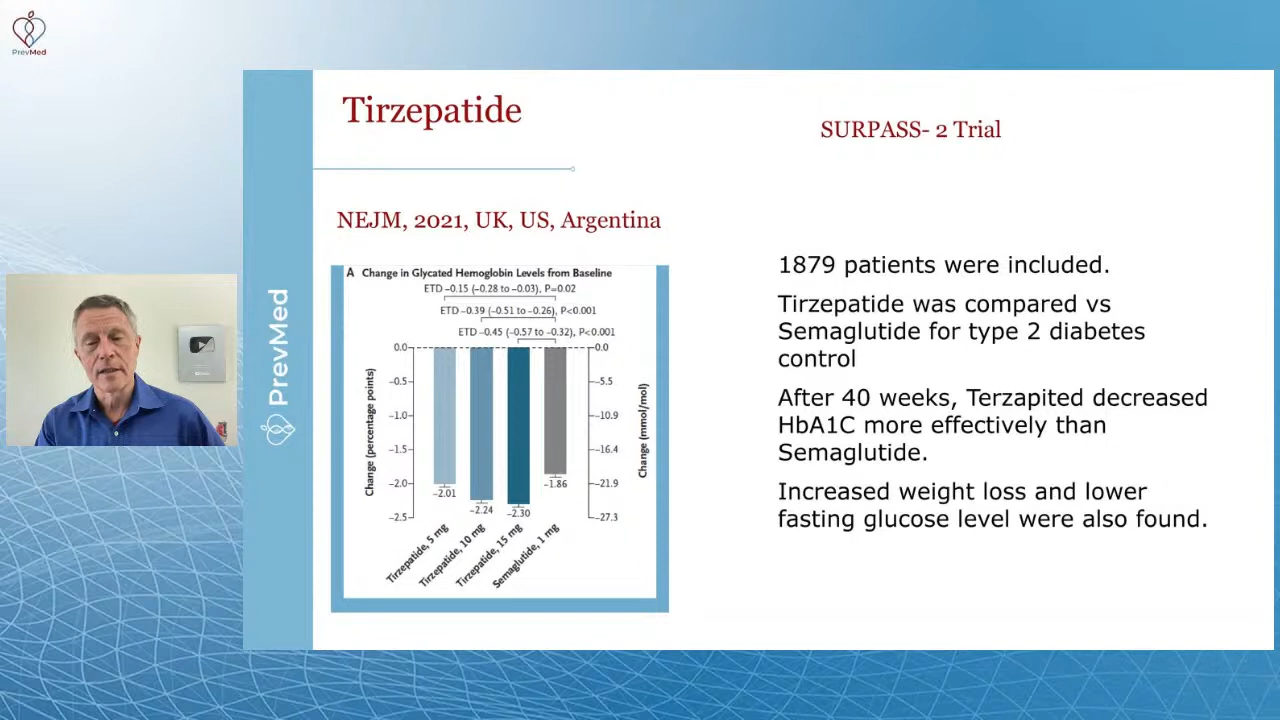 PrevMed
Tirzepatide
SURPASS- 2 Trial
NEJM, 2021, UK, US, Argentina
PrevMed
A Change in Glycated Hemoglobin Levels from Baseline
ETD −0.15 (−0.28 to −0.03), P=0.02
ETD −0.39 (−0.51 to −0.26), P<0.001
ETD −0.45 (−0.57 to −0.32), P<0.001
Change (percentage points)
0.0
−0.5
−1.0
−1.5
−2.0
−2.5
−2.01
−2.24
−2.30
−1.86
0.0
−5.5
−10.9
−16.4
−21.9
−27.3
Change (mmol/mol)
Tirzepatide, 5 mg
Tirzepatide, 10 mg
Tirzepatide, 15 mg
Semaglutide, 1 mg
1879 patients were included.
Tirzepatide was compared vs
Semaglutide for type 2 diabetes
control
After 40 weeks, Terzapited decreased
HbA1C more effectively than
Semaglutide.
Increased weight loss and lower
fasting glucose level were also found.